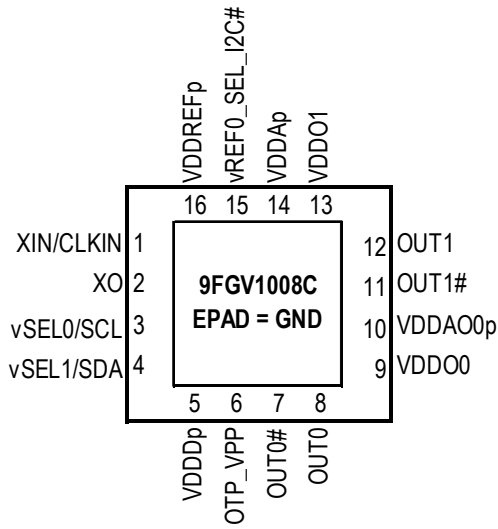 VDDREFp
vREF0_SEL_I2C#
VDDAp
VDDO1
16 15 14 13
XIN/CLKIN 1
XO 2
vSEL0/SCL 3
vSEL1/SDA 4
9FGV1008C
EPAD = GND
12 OUT1
11 OUT1#
10 VDDAO0p
9 VDDO0
5 6 7 8
VDDDp
OTP_VPP
OUT0#
OUT0